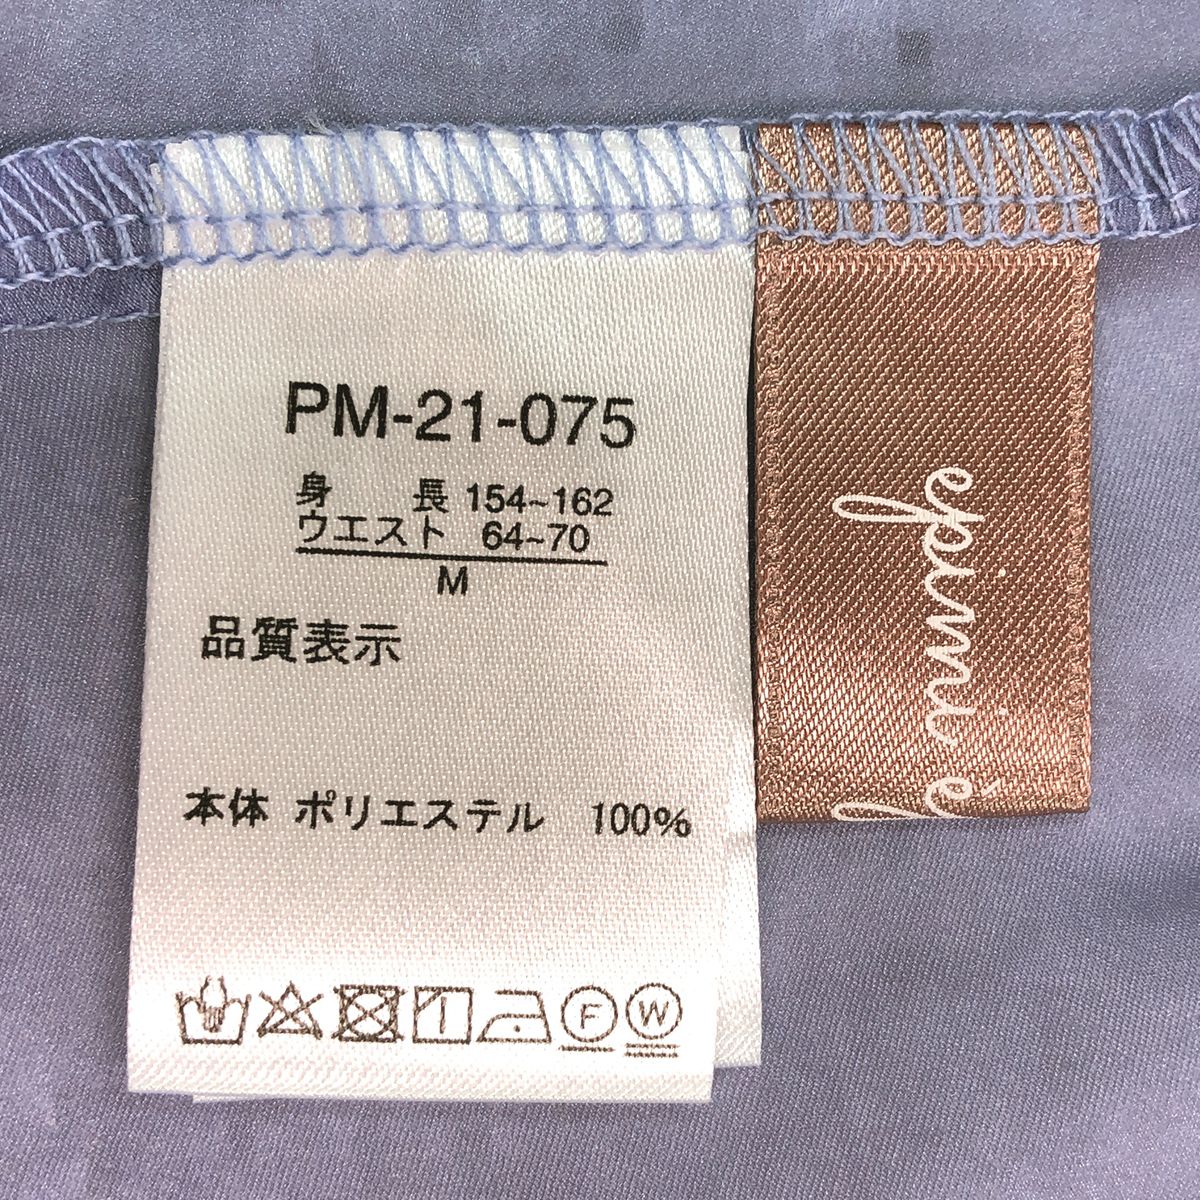 PM-21-075
身 長 154~162
ウエスト 64~70
M
品質表示
本体 ポリエステル 100%
F
W
epinui è